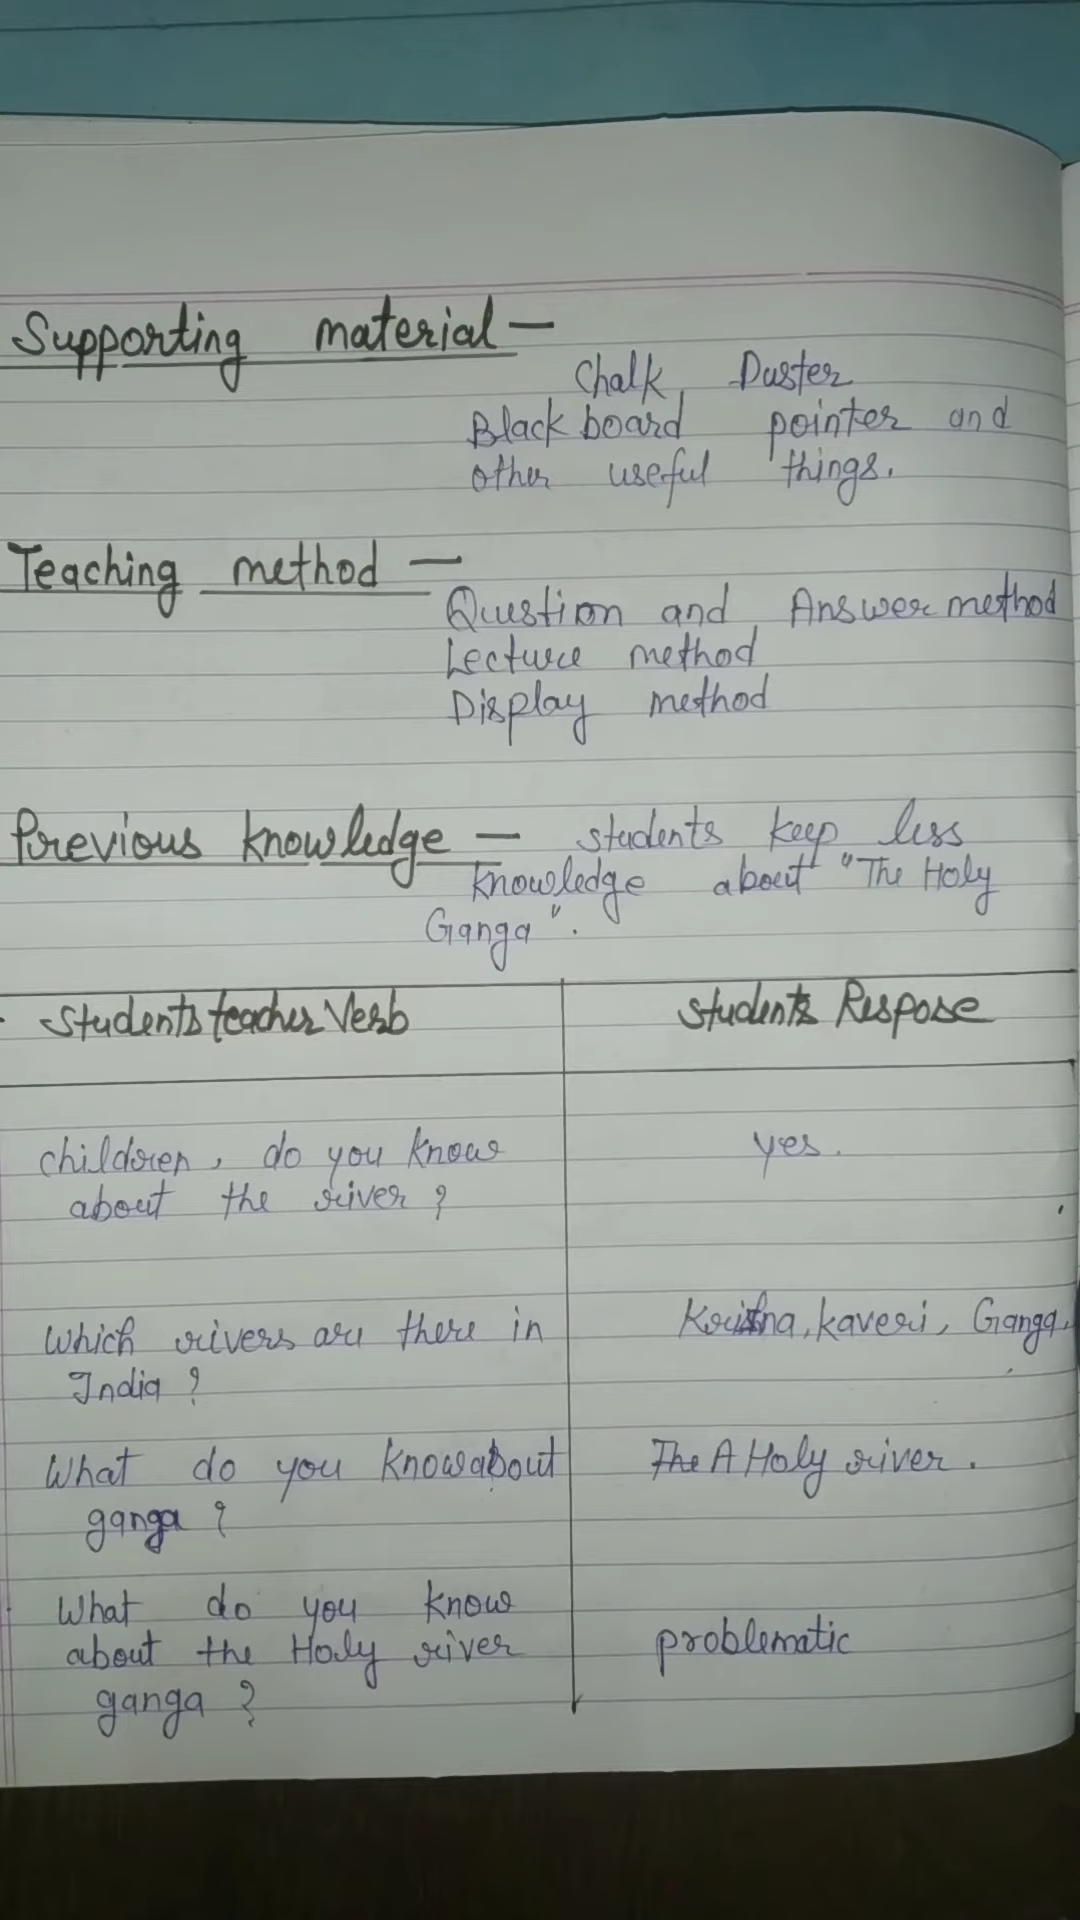 Supporting material —
Chalk, Duster
Black board pointer and
other useful things.
Teaching method —
Question and Answer method
Lecture method
Display method
Previous knowledge — students keep less
knowledge about "The Holy
Ganga".
Students teacher Verb students Respose
children, do you know yes.
about the river ?
Which rivers are there in Krishna, kaveri, Ganga.
India ?
What do you know about The A Holy river.
ganga ?
What do you know
about the Holy river problematic
ganga ?